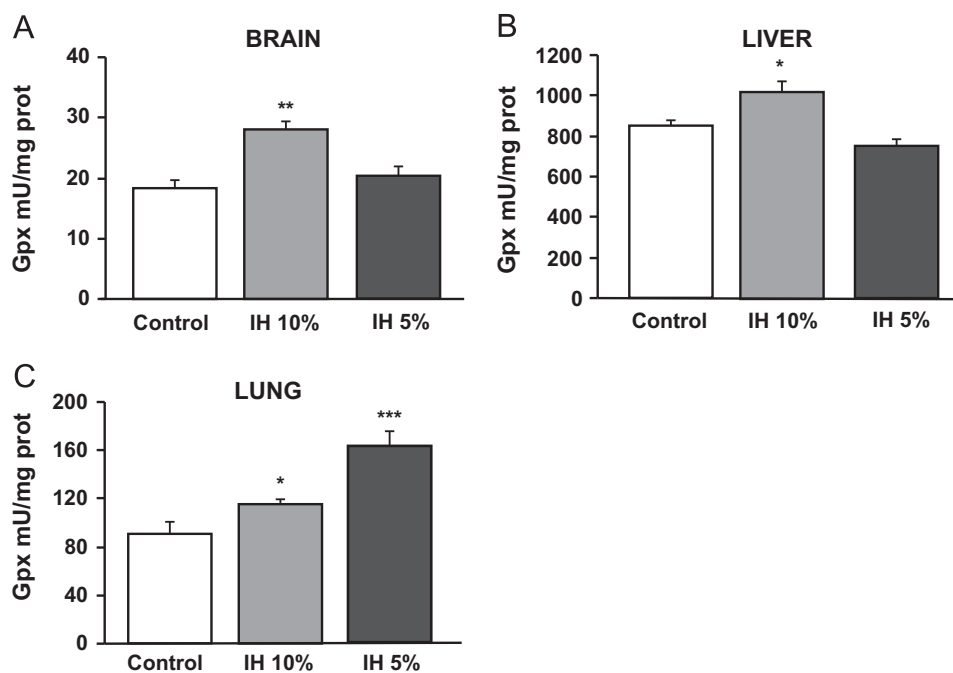 A
BRAIN
Gpx mU/mg prot
40
30
20
10
0
**
Control IH 10% IH 5%
B
LIVER
Gpx mU/mg prot
1200
1000
800
600
400
200
0
*
Control IH 10% IH 5%
C
LUNG
Gpx mU/mg prot
200
160
120
80
40
0
*
***
Control IH 10% IH 5%